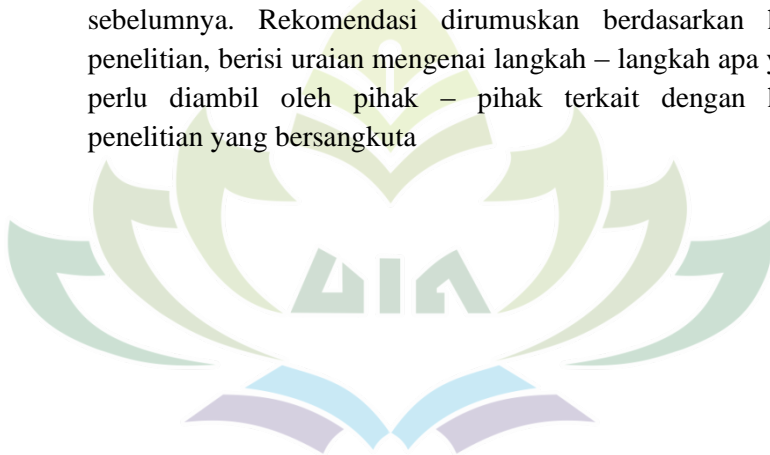 sebelumnya. Rekomendasi dirumuskan berdasarkan
penelitian, berisi uraian mengenai langkah – langkah apa
perlu diambil oleh pihak – pihak terkait dengan
penelitian yang bersangkuta
UIN